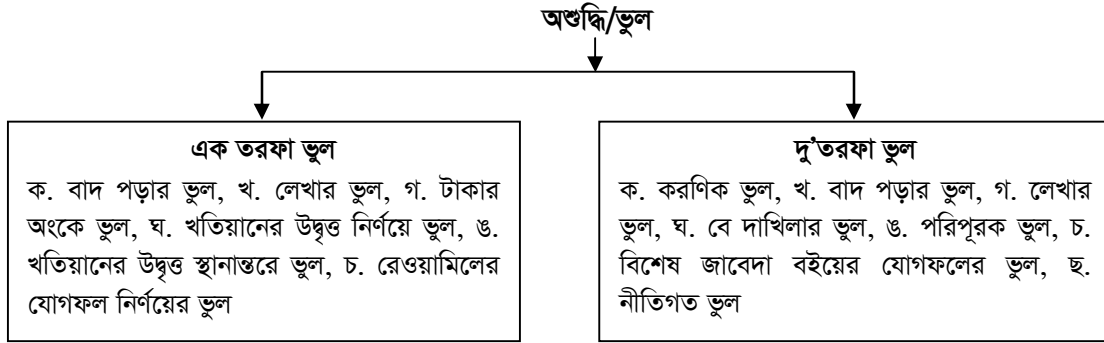 অশুদ্ধি/ভুল
এক তরফা ভুল
ক. বাদ পড়ার ভুল, খ. লেখার ভুল, গ. টাকার
অংকে ভুল, ঘ. খতিয়ানের উদ্বৃত্ত নির্ণয়ে ভুল, ঙ.
খতিয়ানের উদ্বৃত্ত স্থানান্তরে ভুল, চ. রেওয়ামিলের
যোগফল নির্ণয়ের ভুল
দু’তরফা ভুল
ক. করণিক ভুল, খ. বাদ পড়ার ভুল, গ. লেখার
ভুল, ঘ. বে দাখিলার ভুল, ঙ. পরিপূরক ভুল, চ.
বিশেষ জাবেদা বইয়ের যোগফলের ভুল, ছ.
নীতিগত ভুল